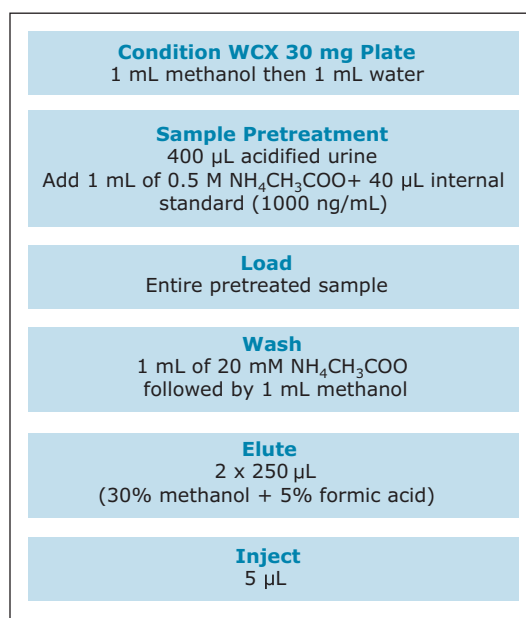 Condition WCX 30 mg Plate
1 mL methanol then 1 mL water
Sample Pretreatment
400 µL acidified urine
Add 1 mL of 0.5 M NH₄CH₃COO+ 40 µL internal
standard (1000 ng/mL)
Load
Entire pretreated sample
Wash
1 mL of 20 mM NH₄CH₃COO
followed by 1 mL methanol
Elute
2 x 250 µL
(30% methanol + 5% formic acid)
Inject
5 µL